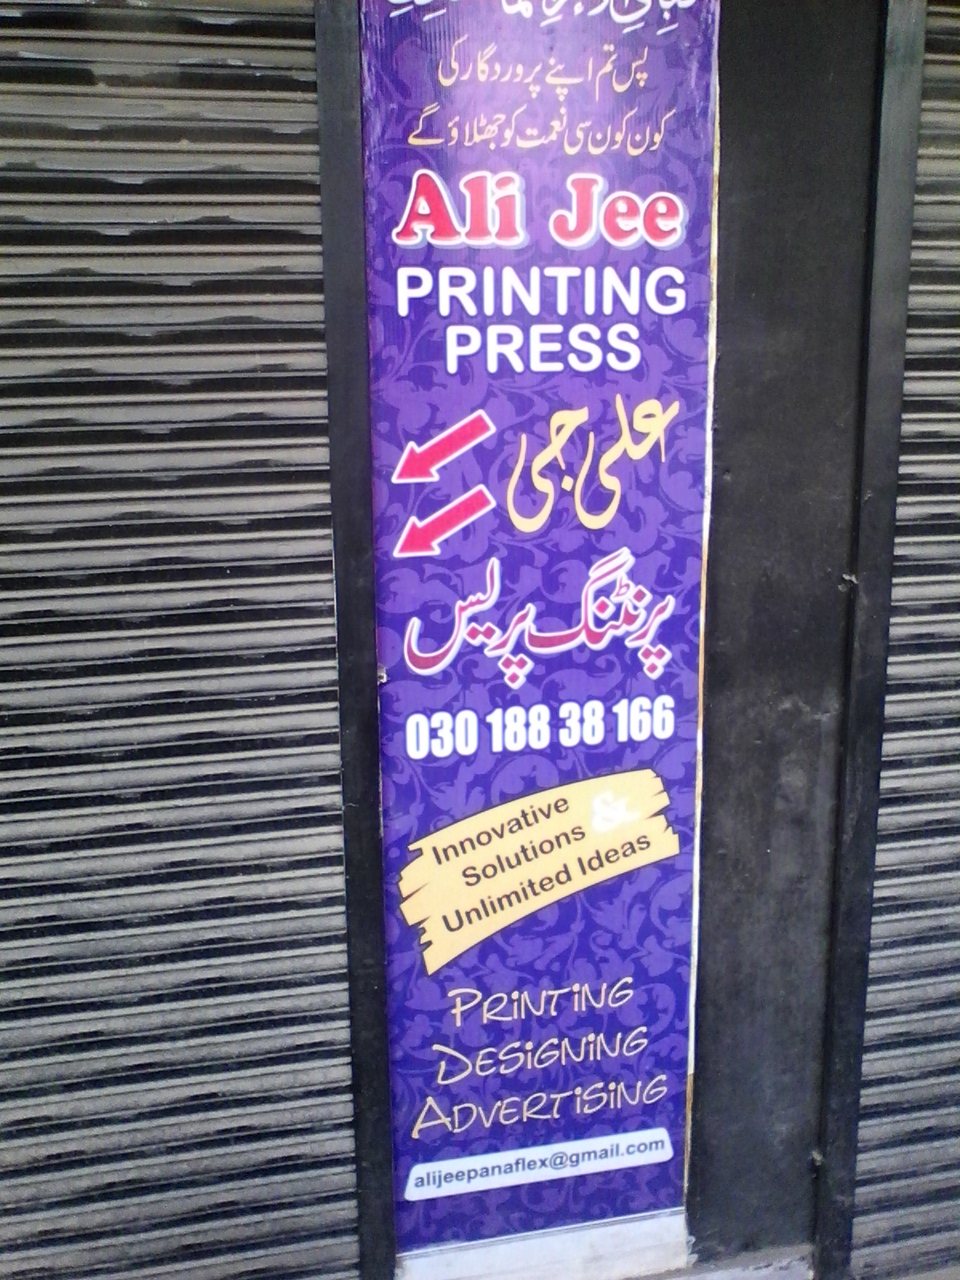 پس تم اپنے پروردگار کی
کون کون سی نعمت کو جھٹلاؤ گے
Ali Jee
PRINTING
PRESS
علی جی
پرنٹنگ پریس
030 188 38 166
Innovative &
Solutions
Unlimited Ideas
PRiNTiNG
DESiGNiNG
ADVERTiSiNG
alijeepanaflex@gmail.com